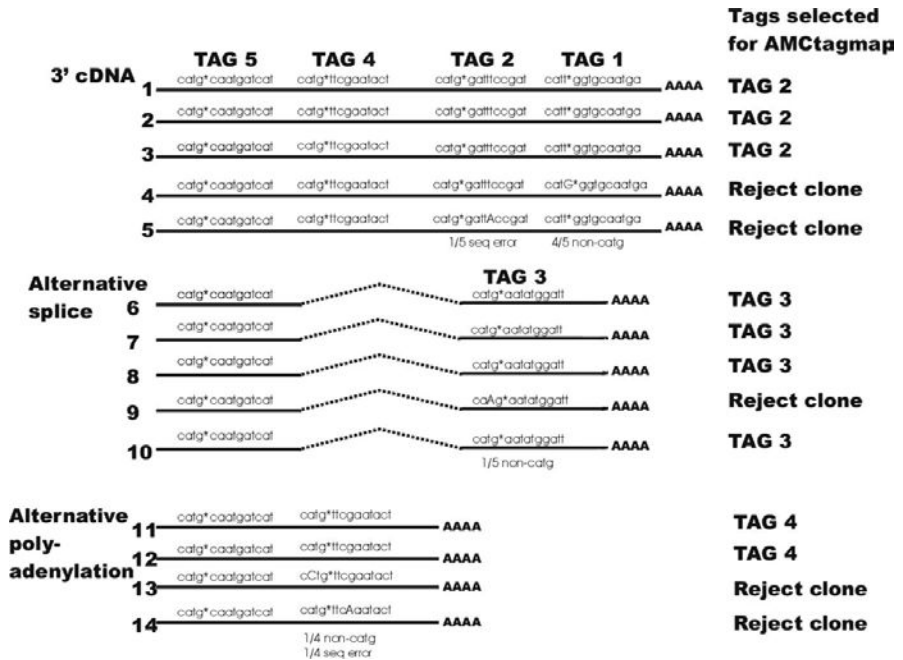 Tags selected
for AMCtagmap
TAG 5 TAG 4 TAG 2 TAG 1
3' cDNA
1 catg*caatgatcat catg*ttcgaatact catg*gatttccgat catt*ggtgcaatga AAAA TAG 2
2 catg*caatgatcat catg*ttcgaatact catg*gatttccgat catt*ggtgcaatga AAAA TAG 2
3 catg*caatgatcat catg*ttcgaatact catg*gatttccgat catt*ggtgcaatga AAAA TAG 2
4 catg*caatgatcat catg*ttcgaatact catg*gatttccgat catG*ggtgcaatga AAAA Reject clone
5 catg*caatgatcat catg*ttcgaatact catg*gattAccgat catt*ggtgcaatga AAAA Reject clone
1/5 seq error 4/5 non-catg
Alternative
splice
TAG 3
6 catg*caatgatcat catg*aatatggatt AAAA TAG 3
7 catg*caatgatcat catg*aatatggatt AAAA TAG 3
8 catg*caatgatcat catg*aatatggatt AAAA TAG 3
9 catg*caatgatcat caAg*aatatggatt AAAA Reject clone
10 catg*caatgatcat catg*aatatggatt AAAA TAG 3
1/5 non-catg
Alternative
poly-
adenylation
11 catg*caatgatcat catg*ttcgaatact AAAA TAG 4
12 catg*caatgatcat catg*ttcgaatact AAAA TAG 4
13 catg*caatgatcat cCtg*ttcgaatact AAAA Reject clone
14 catg*caatgatcat catg*ttcAaatact AAAA Reject clone
1/4 non-catg
1/4 seq error